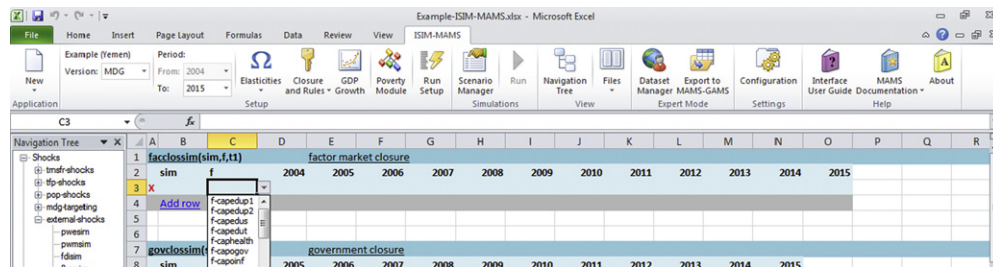 Example-ISIM-MAMS.xlsx - Microsoft Excel
File Home Insert Page Layout Formulas Data Review View ISIM-MAMS
Example (Yemen) Period:
Version: MDG From: 2004
To: 2015
New Elasticities Closure and Rules GDP Growth Poverty Module Run Setup Scenario Manager Run Navigation Tree Files Dataset Manager Export to MAMS-GAMS Configuration Interface User Guide MAMS Documentation About
Application Setup Simulations View Expert Mode Settings Help
C3 fx
Navigation Tree A B C D E F G H I J K L M N O P Q R
Shocks 1 facclossim(sim,f,t1) factor market closure
tmsfr-shocks 2 sim f 2004 2005 2006 2007 2008 2009 2010 2011 2012 2013 2014 2015
tfp-shocks 3 X
pop-shocks 4 Add row f-capedup1
mdg-targeting f-capedup2
external-shocks 5 f-capedus
pwesim 6 f-capedut
pwmsim f-caphealth
fdisim 7 govclossim( f-capogov government closure
8 sim f-capoinf 2005 2006 2007 2008 2009 2010 2011 2012 2013 2014 2015